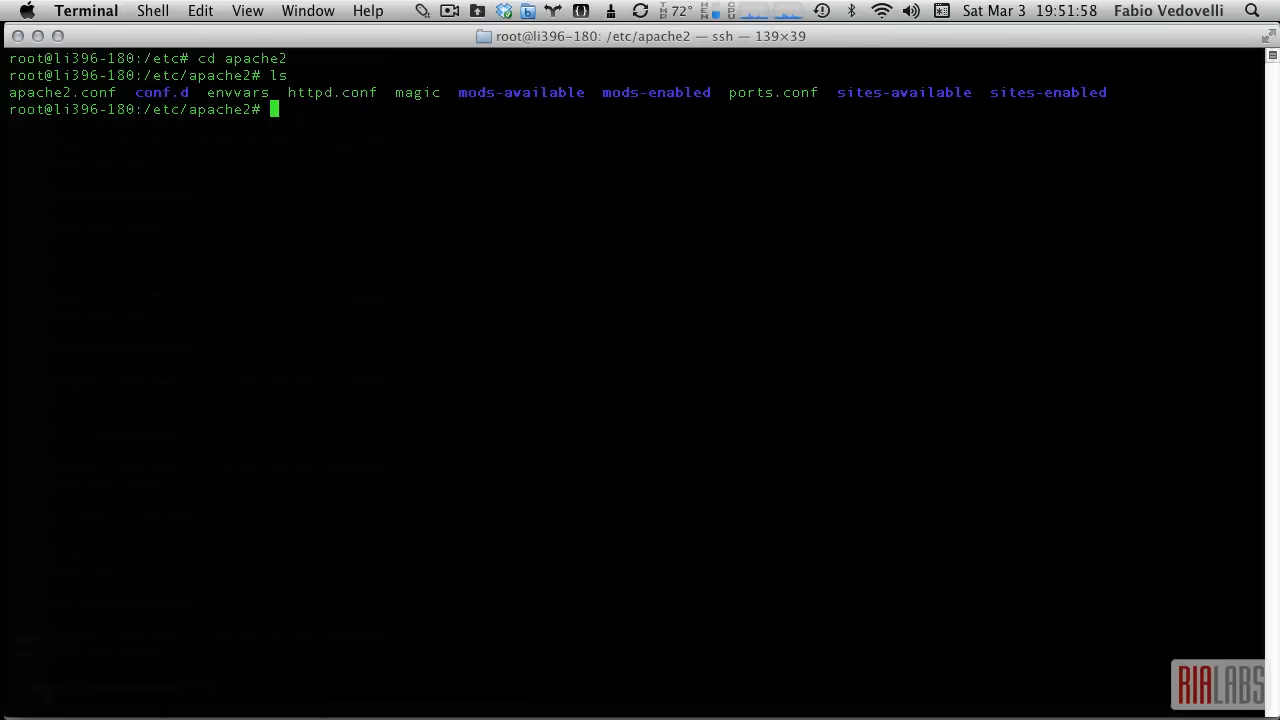 Terminal Shell Edit View Window Help 72° Sat Mar 3 19:51:58 Fabio Vedovelli
root@li396-180: /etc/apache2 — ssh — 139×39
root@li396-180:/etc# cd apache2
root@li396-180:/etc/apache2# ls
apache2.conf conf.d envvars httpd.conf magic mods-available mods-enabled ports.conf sites-available sites-enabled
root@li396-180:/etc/apache2#
RIALABS